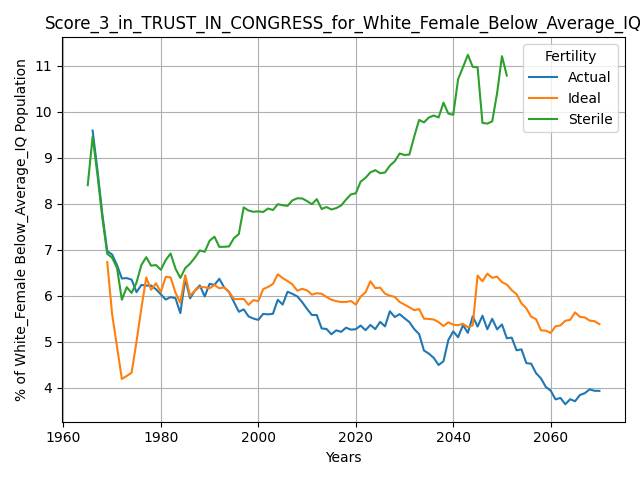 Score_3_in_TRUST_IN_CONGRESS_for_White_Female_Below_Average_IQ
% of White_Female Below_Average_IQ Population
11
10
9
8
7
6
5
4
1960
1980
2000
2020
2040
2060
Years
Fertility
Actual
Ideal
Sterile